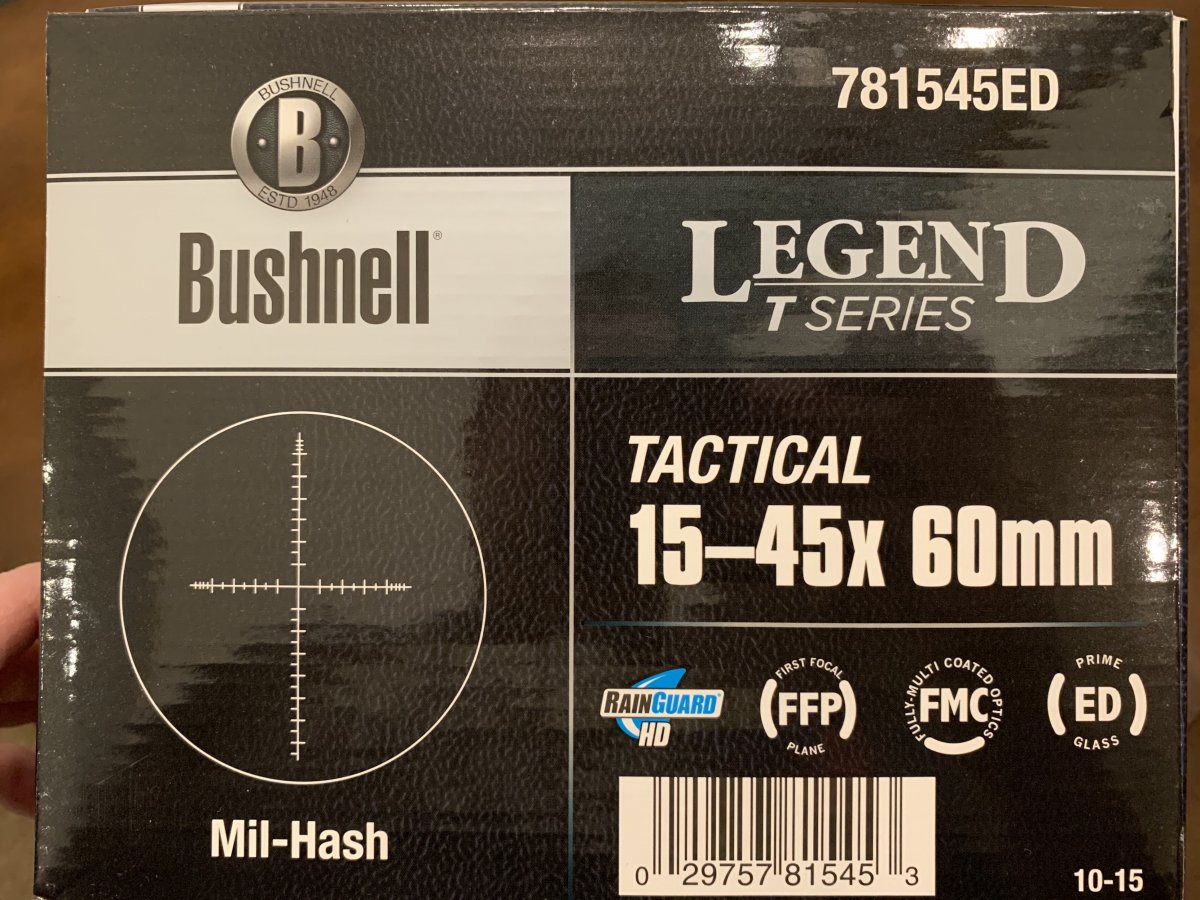 781545ED
BUSHNELL
B
ESTD 1948
Bushnell®
LEGEND
T SERIES
TACTICAL
15–45x 60mm
Mil-Hash
RAINGUARD®
HD
FIRST FOCAL
FFP
PLANE
FULLY-MULTI COATED OPTICS
FMC
PRIME
ED
GLASS
0 29757 81545 3
10-15